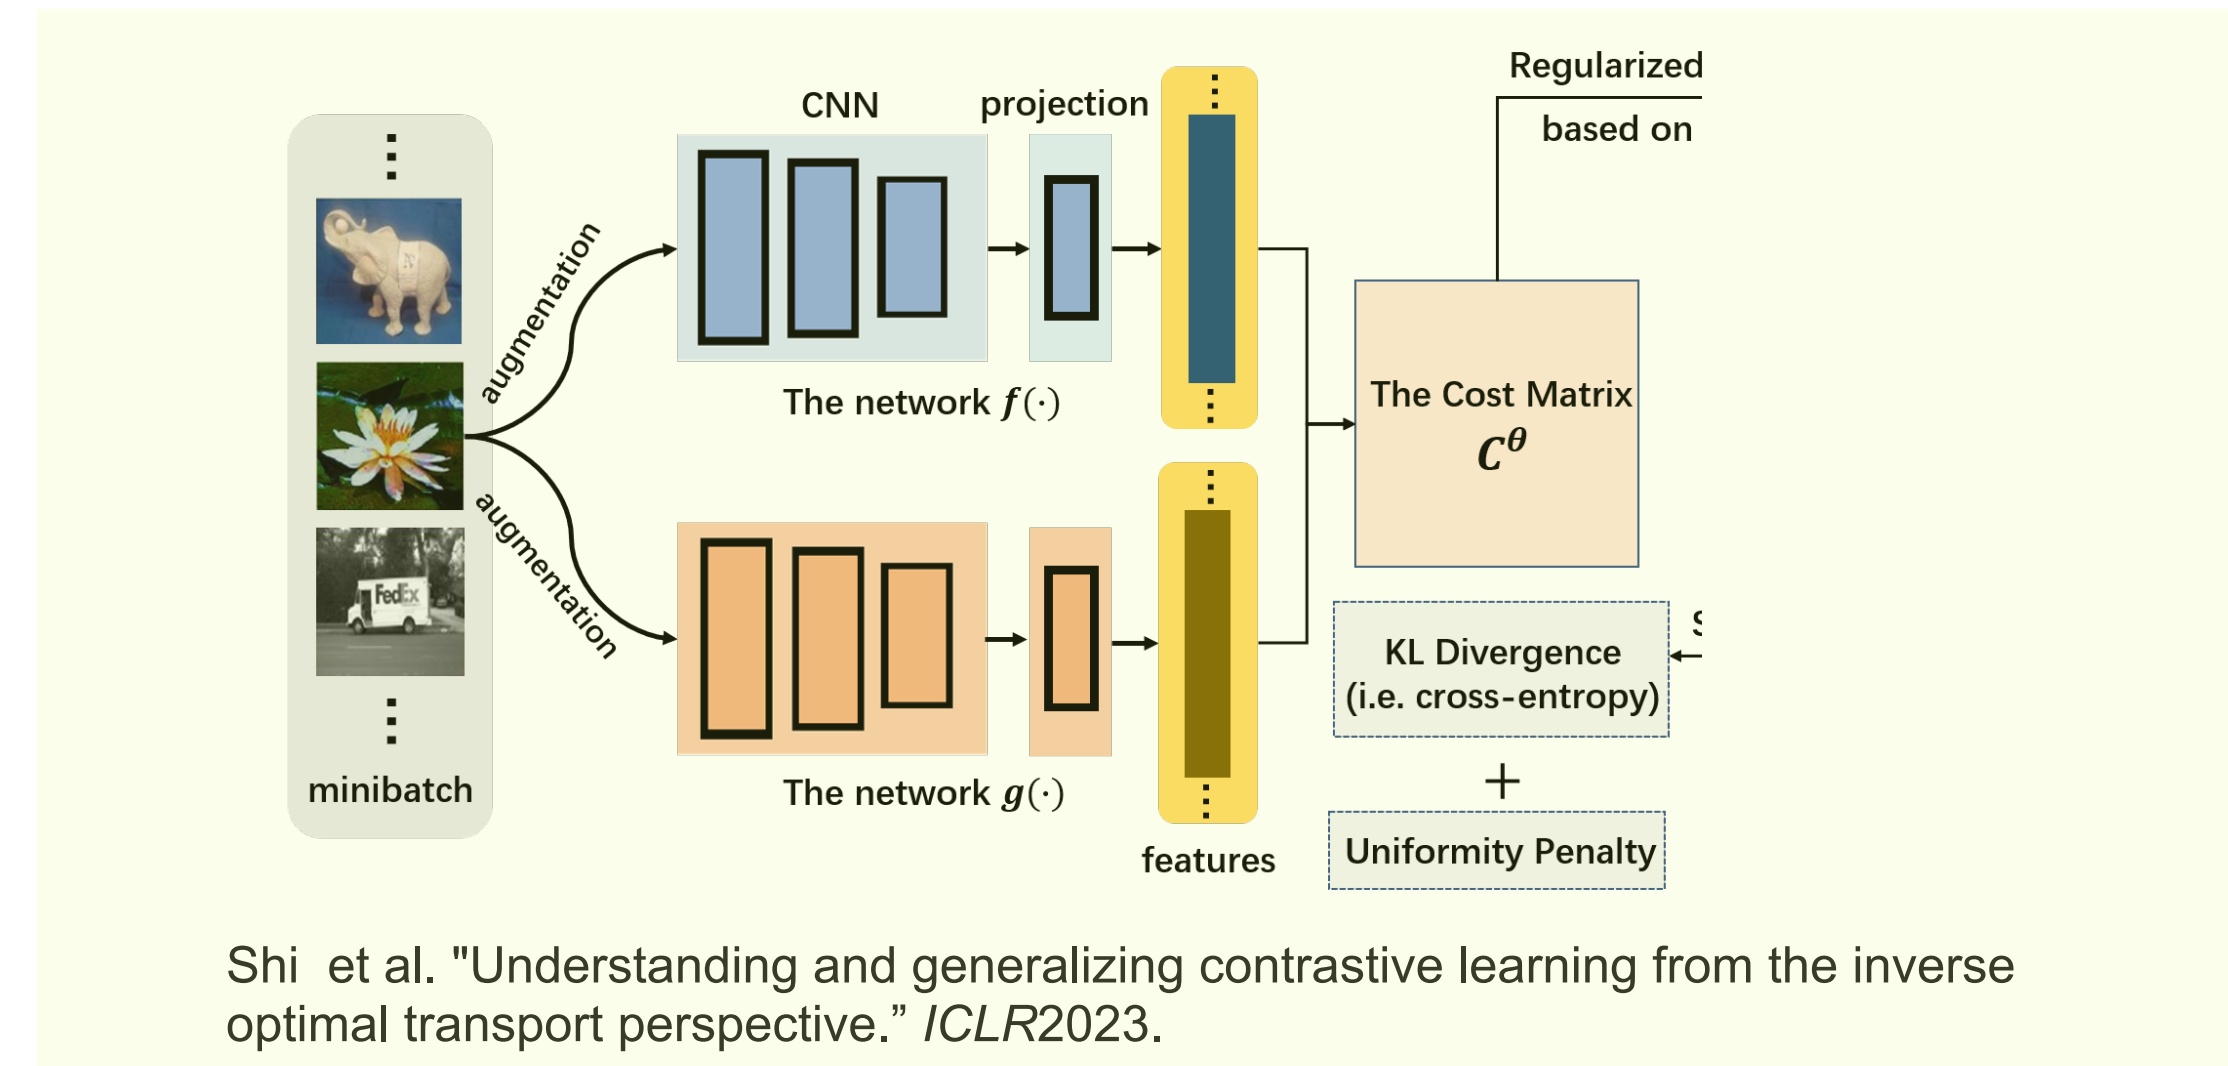 Regularized
based on
CNN
projection
augmentation
The network f(·)
The Cost Matrix
C^θ
augmentation
FedEx
minibatch
The network g(·)
features
KL Divergence
(i.e. cross-entropy)
+
Uniformity Penalty
Shi et al. "Understanding and generalizing contrastive learning from the inverse
optimal transport perspective.” ICLR2023.